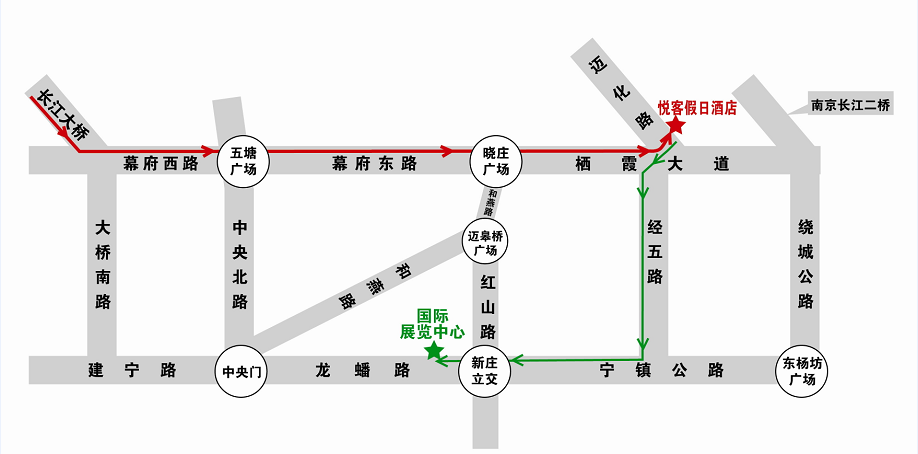 迈化路
长江大桥
悦客假日酒店
南京长江二桥
幕府西路
五塘
广场
幕府东路
晓庄
广场
栖霞大道
和燕路
大桥南路
中央北路
迈皋桥
广场
经五路
绕城公路
和燕路
红山路
国际
展览中心
建宁路
中央门
龙蟠路
新庄
立交
宁镇公路
东杨坊
广场